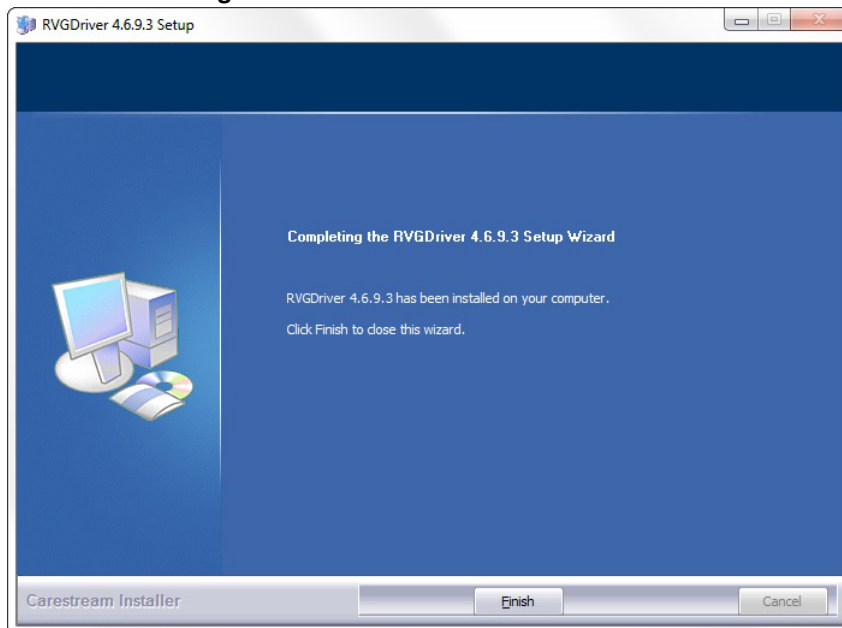 RVGDriver 4.6.9.3 Setup
Completing the RVGDriver 4.6.9.3 Setup Wizard
RVGDriver 4.6.9.3 has been installed on your computer.
Click Finish to close this wizard.
Carestream Installer
Finish
Cancel